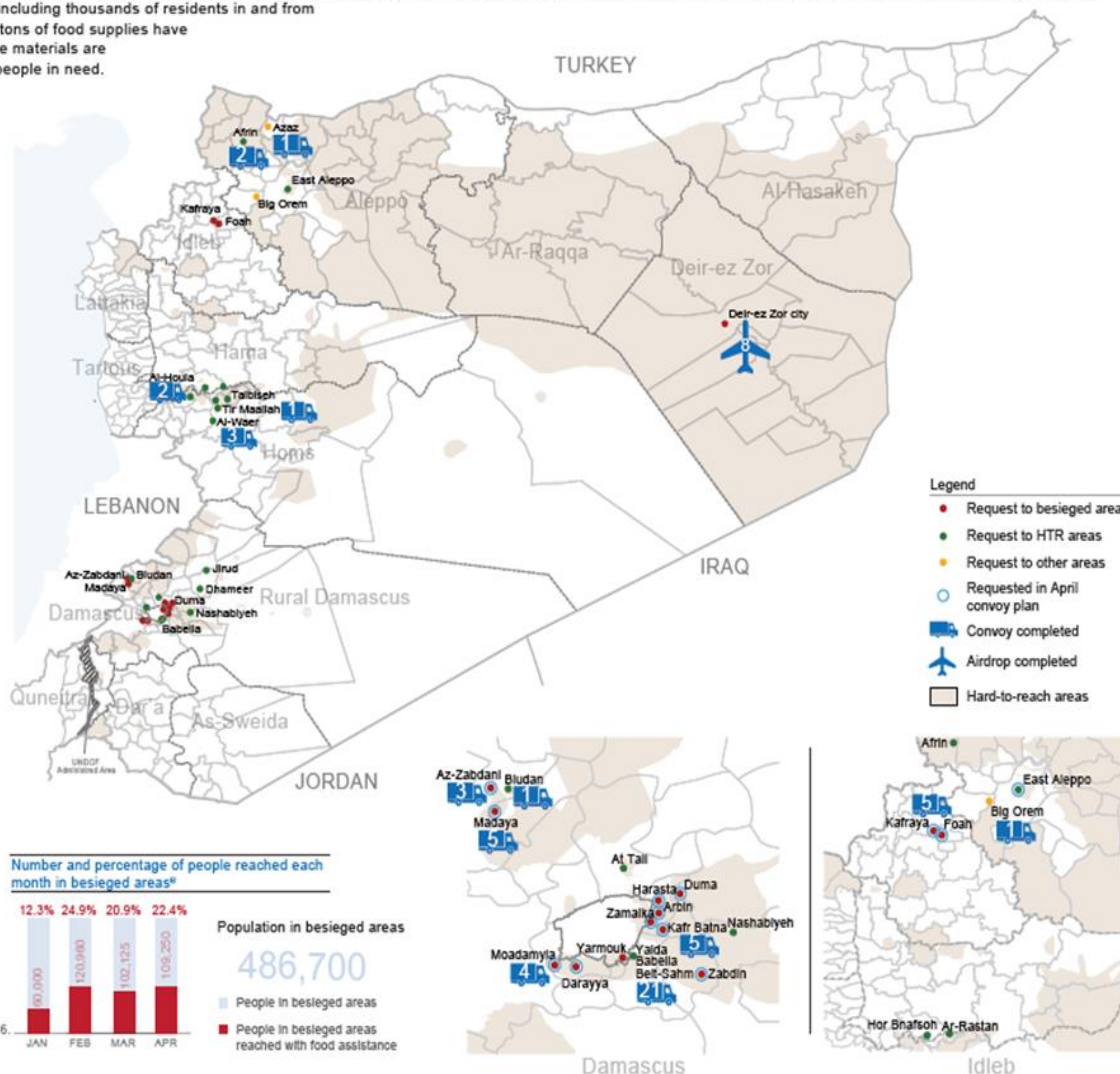 including thousands of residents in and from
tons of food supplies have
e materials are
people in need.
TURKEY
Azaz
Afrin
2
1
East Aleppo
Big Orem
Aleppo
Kafraya
Foah
Idleb
Al-Hasakeh
Ar-Raqqa
Deir-ez Zor
Deir-ez Zor city
8
Lattakia
Hama
Tartous
Al-Houla
2
Talbiseh
Tir Maallah
1
Al-Waer
3
Homs
LEBANON
IRAQ
Az-Zabdani
Bludan
Jirud
Madaya
Dhameer
Duma
Rural Damascus
Damascus
Nashabiyeh
Babella
Quneitra
Dar'a
As-Sweida
UNDOF
Administed Area
JORDAN
Legend
Request to besieged area
Request to HTR areas
Request to other areas
Requested in April
convoy plan
Convoy completed
Airdrop completed
Hard-to-reach areas
Az-Zabdani
Bludan
3
1
Madaya
5
At Tall
Harasta
Duma
Arbin
Zamalka
Kafr Batna
Nashabiyeh
5
Yarmouk
Yalda
Babella
Beit-Sahm
Zabdin
Moadamyia
4
Darayya
21
Damascus
Afrin
East Aleppo
5
Big Orem
Kafraya
Foah
1
Hor Bnafsoh
Ar-Rastan
Idleb
Number and percentage of people reached each
month in besieged areas
12.3% 24.9% 20.9% 22.4%
60,000
102,125
109,250
6.
JAN FEB MAR APR
Population in besieged areas
486,700
People in besieged areas
People in besieged areas
reached with food assistance